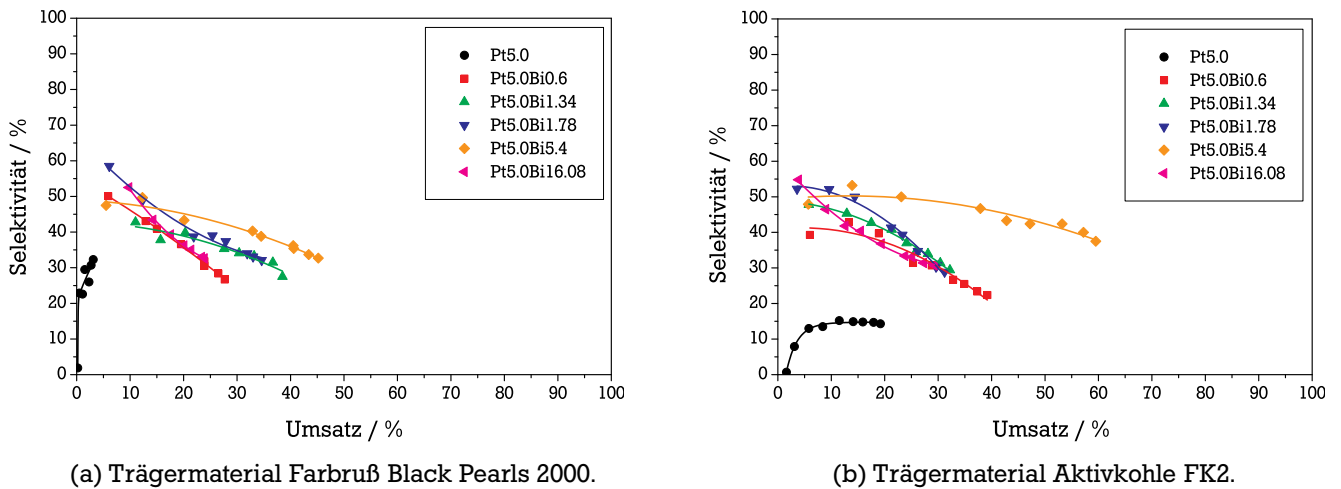 100
90
80
70
60
50
40
30
20
10
0
Selektivität / %
Pt5.0
Pt5.0Bi0.6
Pt5.0Bi1.34
Pt5.0Bi1.78
Pt5.0Bi5.4
Pt5.0Bi16.08
0 10 20 30 40 50 60 70 80 90 100
Umsatz / %
(a) Trägermaterial Farbruß Black Pearls 2000.
100
90
80
70
60
50
40
30
20
10
0
Selektivität / %
Pt5.0
Pt5.0Bi0.6
Pt5.0Bi1.34
Pt5.0Bi1.78
Pt5.0Bi5.4
Pt5.0Bi16.08
0 10 20 30 40 50 60 70 80 90 100
Umsatz / %
(b) Trägermaterial Aktivkohle FK2.